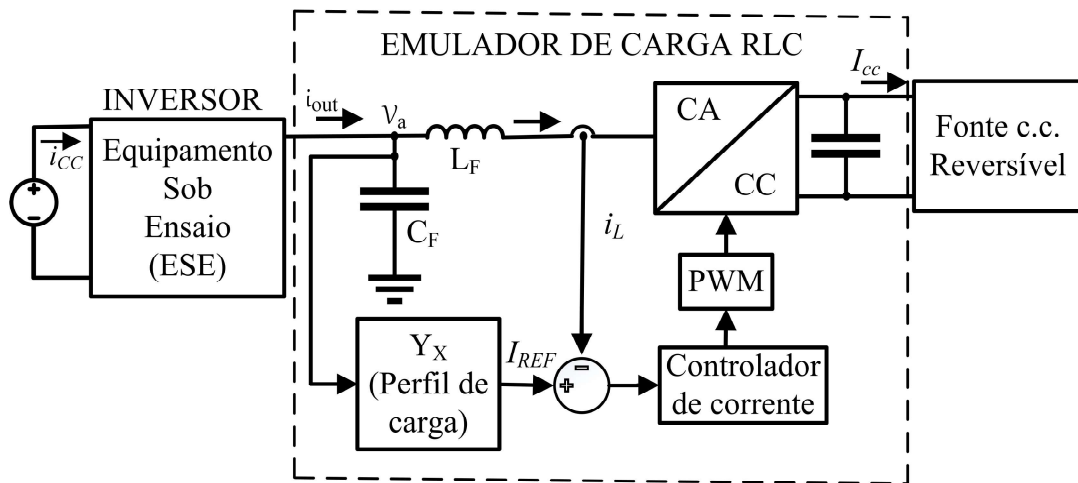 EMULADOR DE CARGA RLC
INVERSOR
Equipamento
Sob
Ensaio
(ESE)
i_CC
i_out
v_a
L_F
C_F
i_L
CA
CC
I_cc
Fonte c.c.
Reversível
PWM
Y_X
(Perfil de
carga)
I_REF
Controlador
de corrente